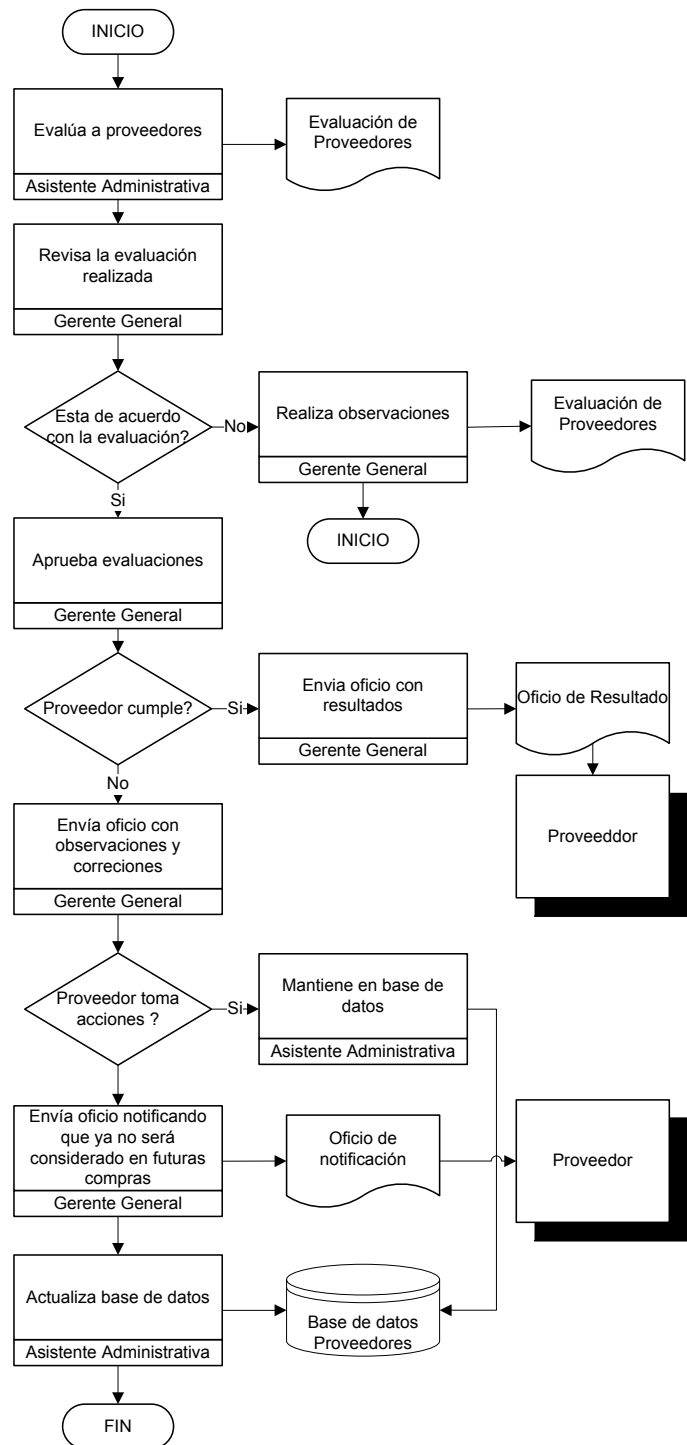 INICIO
Evalúa a proveedores
Asistente Administrativa
Evaluación de
Proveedores
Revisa la evaluación
realizada
Gerente General
Esta de acuerdo
con la evaluación?
No
Realiza observaciones
Gerente General
Evaluación de
Proveedores
Si
INICIO
Aprueba evaluaciones
Gerente General
Proveedor cumple?
Si
Envia oficio con
resultados
Gerente General
Oficio de Resultado
No
Proveeddor
Envía oficio con
observaciones y
correciones
Gerente General
Proveedor toma
acciones ?
Si
Mantiene en base de
datos
Asistente Administrativa
Envía oficio notificando
que ya no será
considerado en futuras
compras
Gerente General
Oficio de
notificación
Proveedor
Actualiza base de datos
Asistente Administrativa
Base de datos
Proveedores
FIN